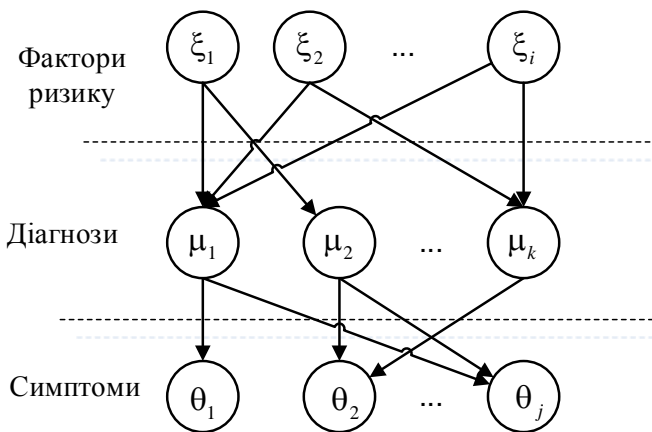 ξ1 ξ2 ... ξi
Фактори
ризику
Діагнози
μ1 μ2 ... μk
Симптоми
θ1 θ2 ... θj